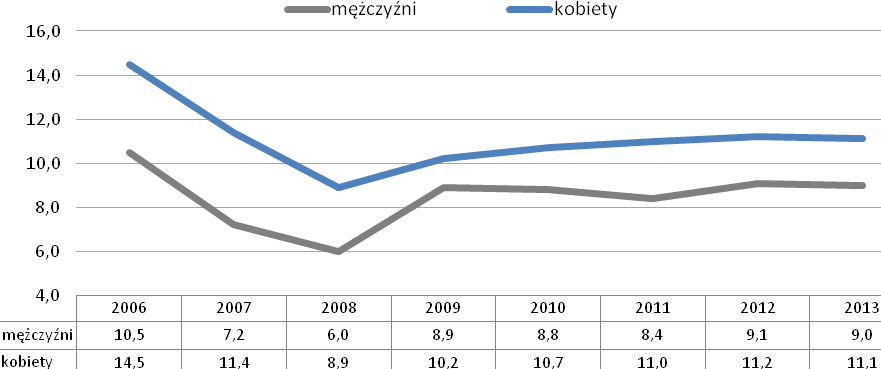 mężczyźni kobiety
16,0
14,0
12,0
10,0
8,0
6,0
4,0
2006 2007 2008 2009 2010 2011 2012 2013
mężczyźni 10,5 7,2 6,0 8,9 8,8 8,4 9,1 9,0
kobiety 14,5 11,4 8,9 10,2 10,7 11,0 11,2 11,1